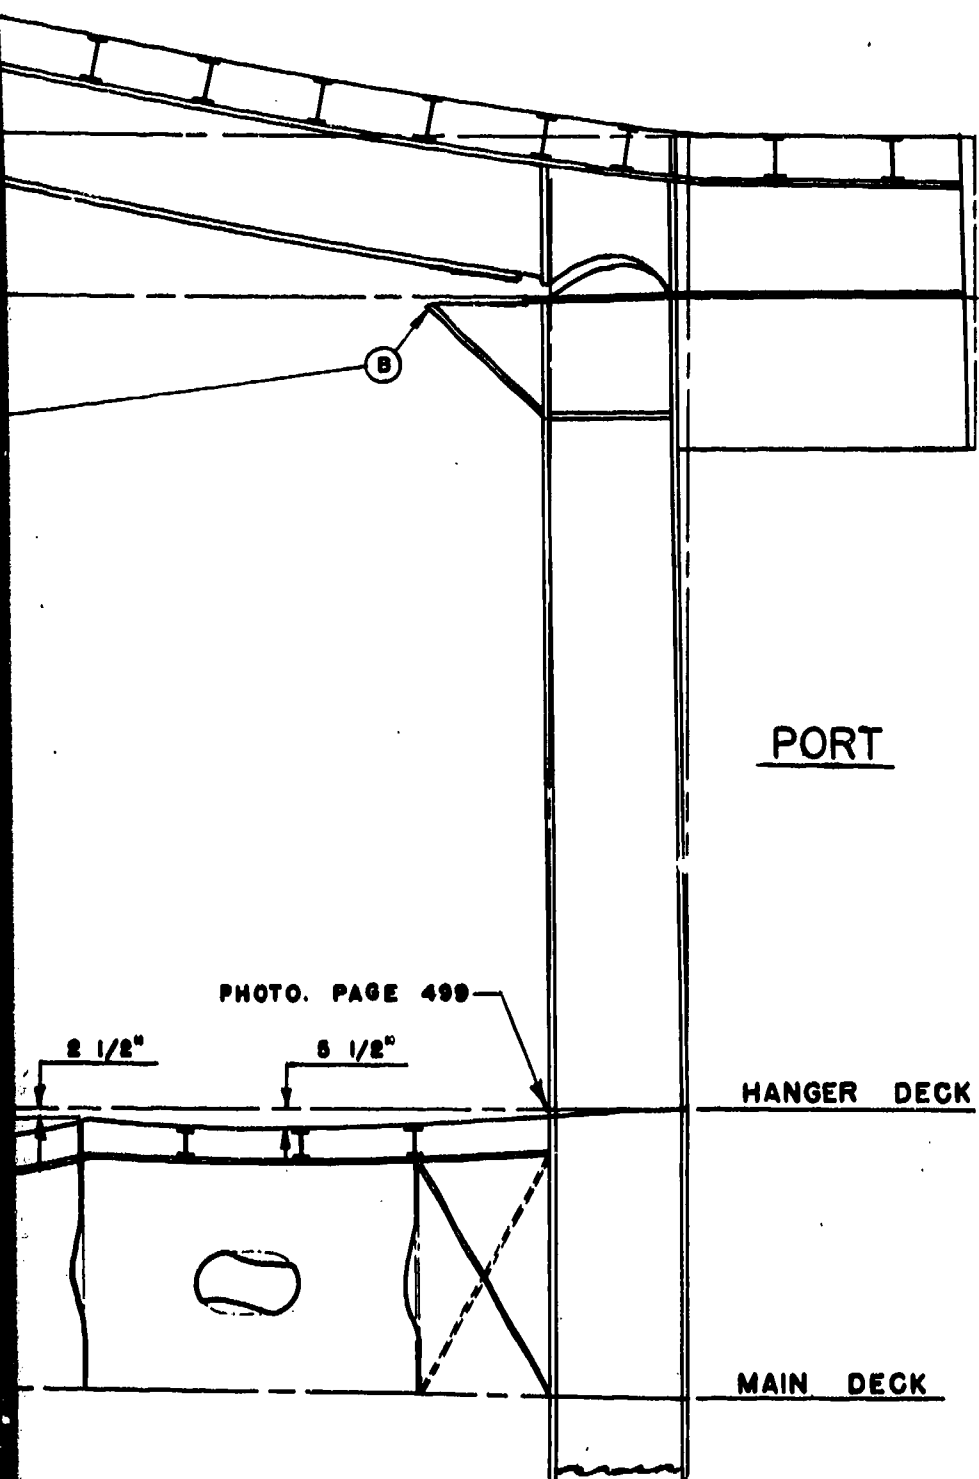 B
PORT
PHOTO. PAGE 499
2 1/2"
5 1/2"
HANGER DECK
MAIN DECK